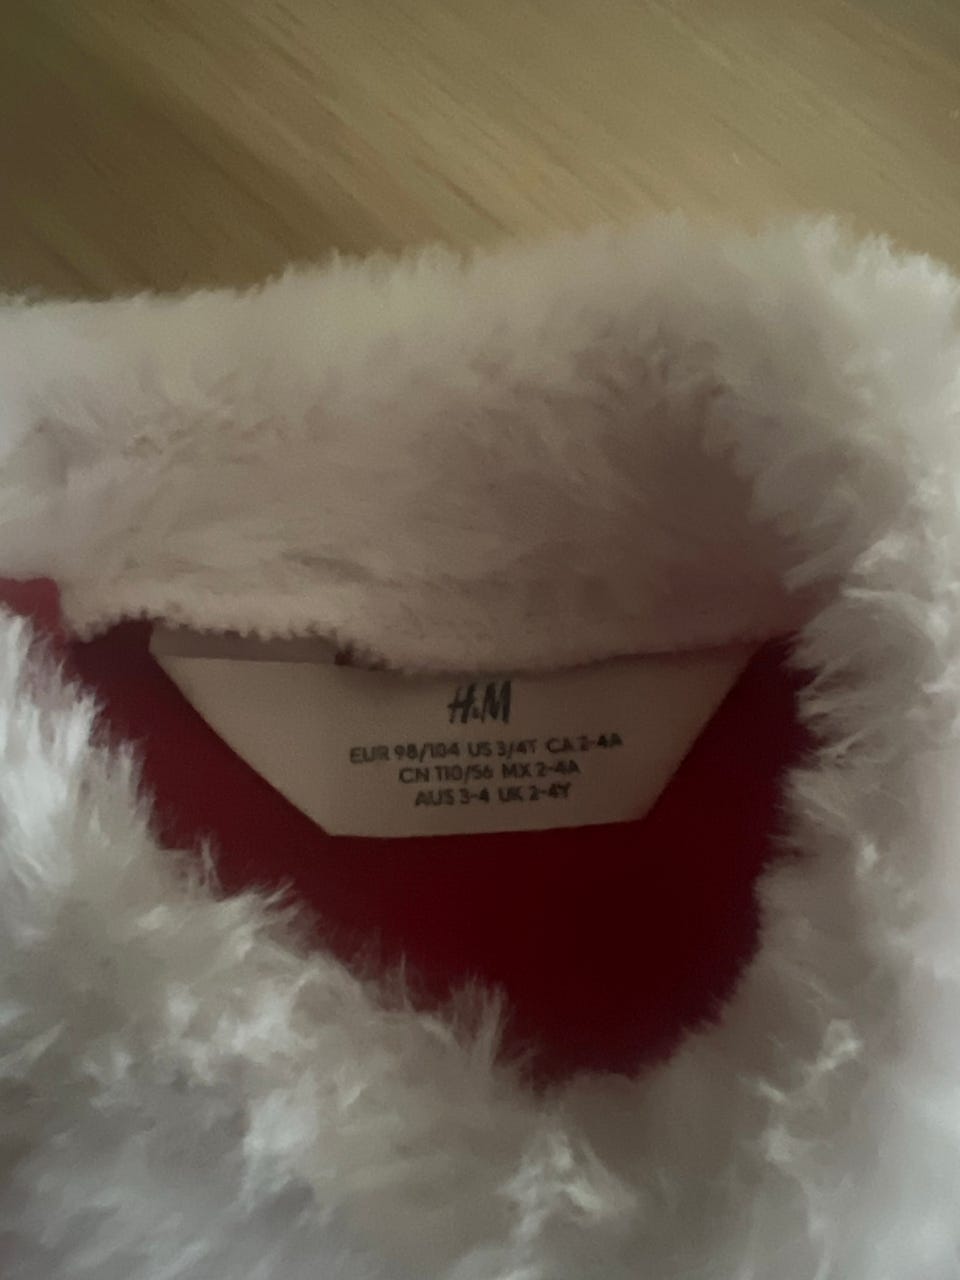 H&M
EUR 98/104 US 3/4T CA 2-4A
CN 110/56 MX 2-4A
AUS 3-4 UK 2-4Y